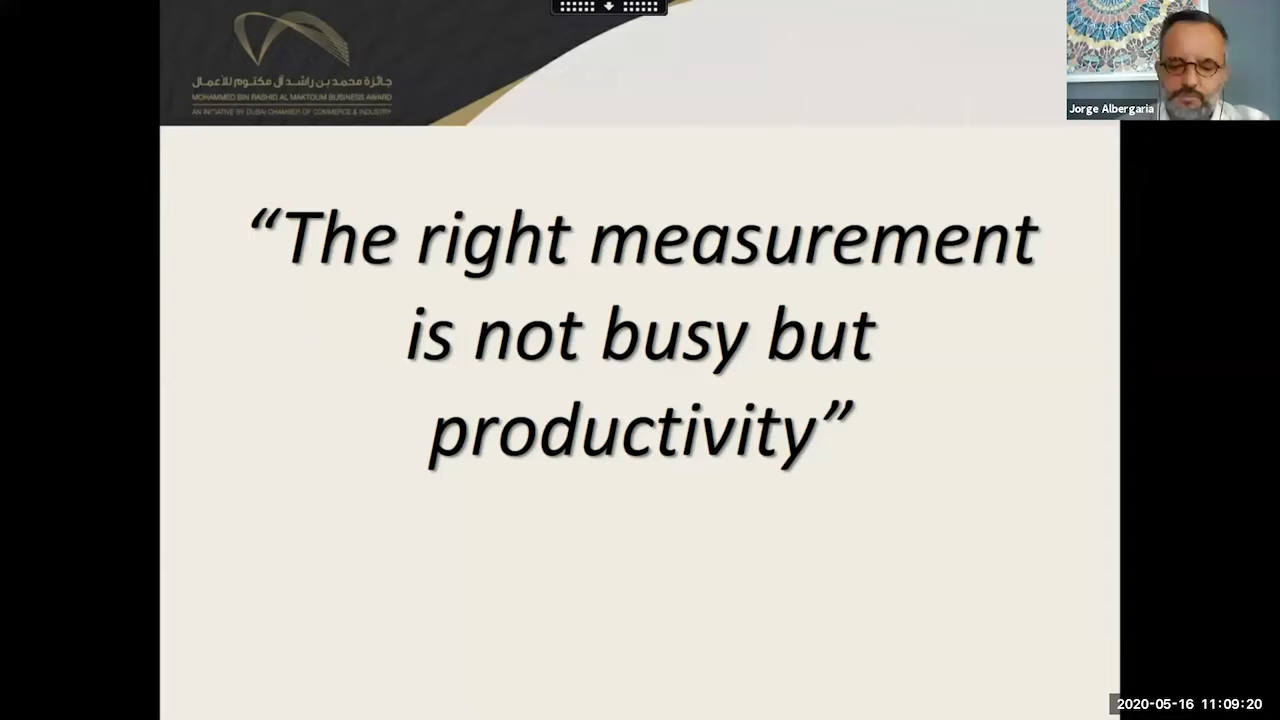 جائزة محمد بن راشد آل مكتوم للأعمال
MOHAMMED BIN RASHID AL MAKTOUM BUSINESS AWARD
AN INITIATIVE BY DUBAI CHAMBER OF COMMERCE & INDUSTRY
Jorge Albergaria
“The right measurement
is not busy but
productivity”
2020-05-16 11:09:20